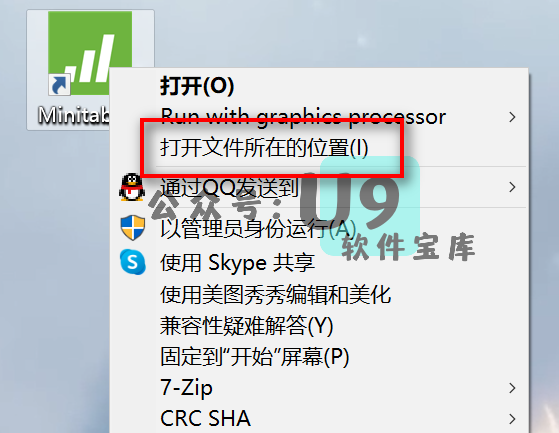 打开(O)
Minitab
Run with graphics processor
打开文件所在的位置(I)
通过QQ发送到
公众号:U9
软件宝库
以管理员身份运行(A)
使用 Skype 共享
使用美图秀秀编辑和美化
兼容性疑难解答(Y)
固定到“开始”屏幕(P)
7-Zip
CRC SHA